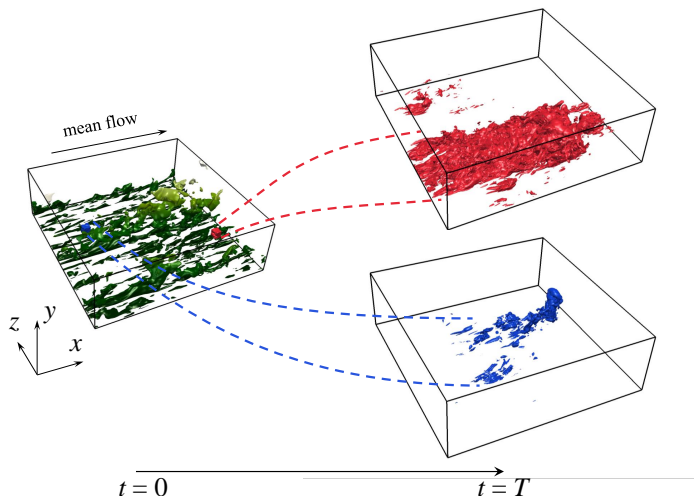 mean flow
y
z
x
t = 0
t = T